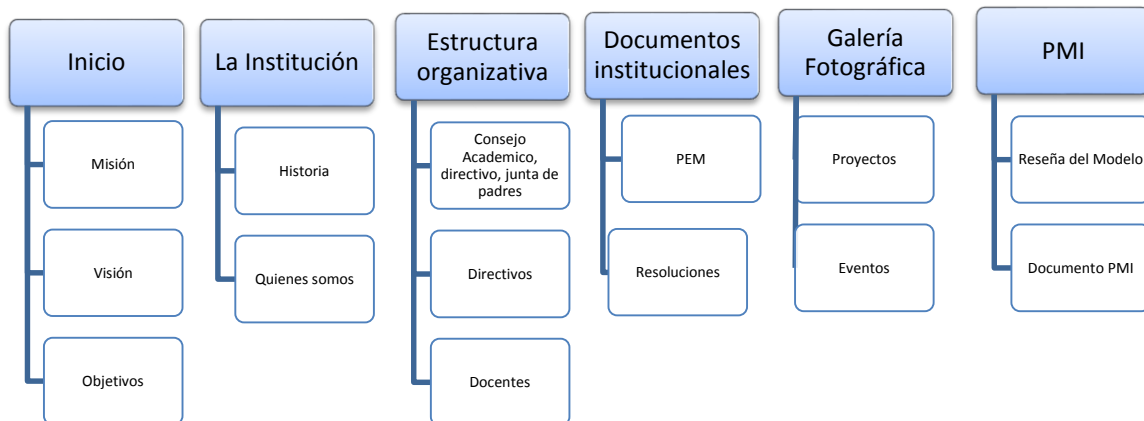 Inicio
Misión
Visión
Objetivos
La Institución
Historia
Quienes somos
Estructura
organizativa
Consejo
Academico,
directivo, junta de
padres
Directivos
Docentes
Documentos
institucionales
PEM
Resoluciones
Galería
Fotográfica
Proyectos
Eventos
PMI
Reseña del Modelo
Documento PMI